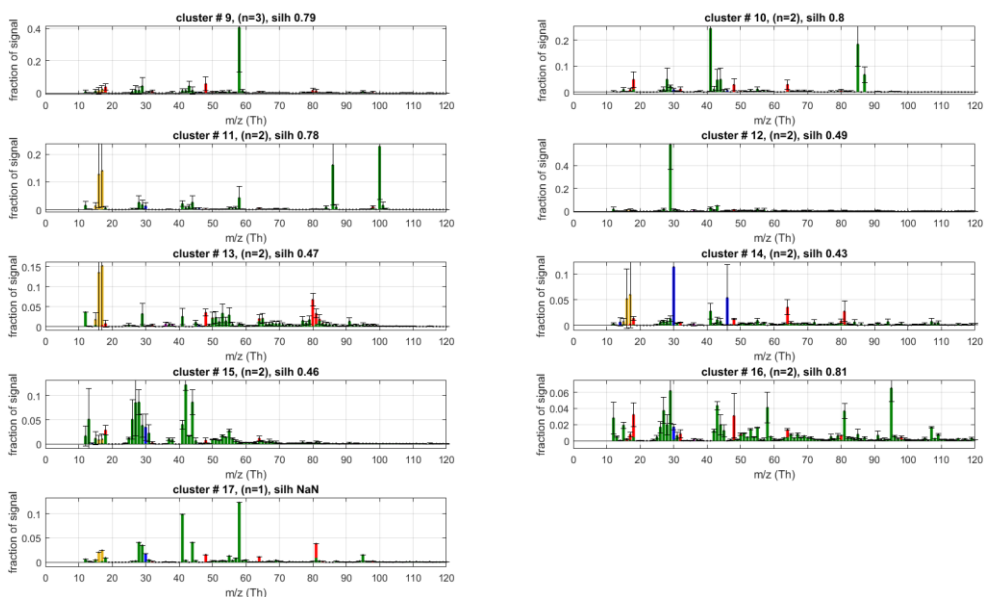 cluster # 9, (n=3), silh 0.79
fraction of signal
0.4
0.2
0
0 10 20 30 40 50 60 70 80 90 100 110 120
m/z (Th)
cluster # 10, (n=2), silh 0.8
fraction of signal
0.2
0.1
0
0 10 20 30 40 50 60 70 80 90 100 110 120
m/z (Th)
cluster # 11, (n=2), silh 0.78
fraction of signal
0.2
0.1
0
0 10 20 30 40 50 60 70 80 90 100 110 120
m/z (Th)
cluster # 12, (n=2), silh 0.49
fraction of signal
0.4
0.2
0
0 10 20 30 40 50 60 70 80 90 100 110 120
m/z (Th)
cluster # 13, (n=2), silh 0.47
fraction of signal
0.15
0.1
0.05
0
0 10 20 30 40 50 60 70 80 90 100 110 120
m/z (Th)
cluster # 14, (n=2), silh 0.43
fraction of signal
0.1
0.05
0
0 10 20 30 40 50 60 70 80 90 100 110 120
m/z (Th)
cluster # 15, (n=2), silh 0.46
fraction of signal
0.1
0.05
0
0 10 20 30 40 50 60 70 80 90 100 110 120
m/z (Th)
cluster # 16, (n=2), silh 0.81
fraction of signal
0.06
0.04
0.02
0
0 10 20 30 40 50 60 70 80 90 100 110 120
m/z (Th)
cluster # 17, (n=1), silh NaN
fraction of signal
0.1
0.05
0
0 10 20 30 40 50 60 70 80 90 100 110 120
m/z (Th)